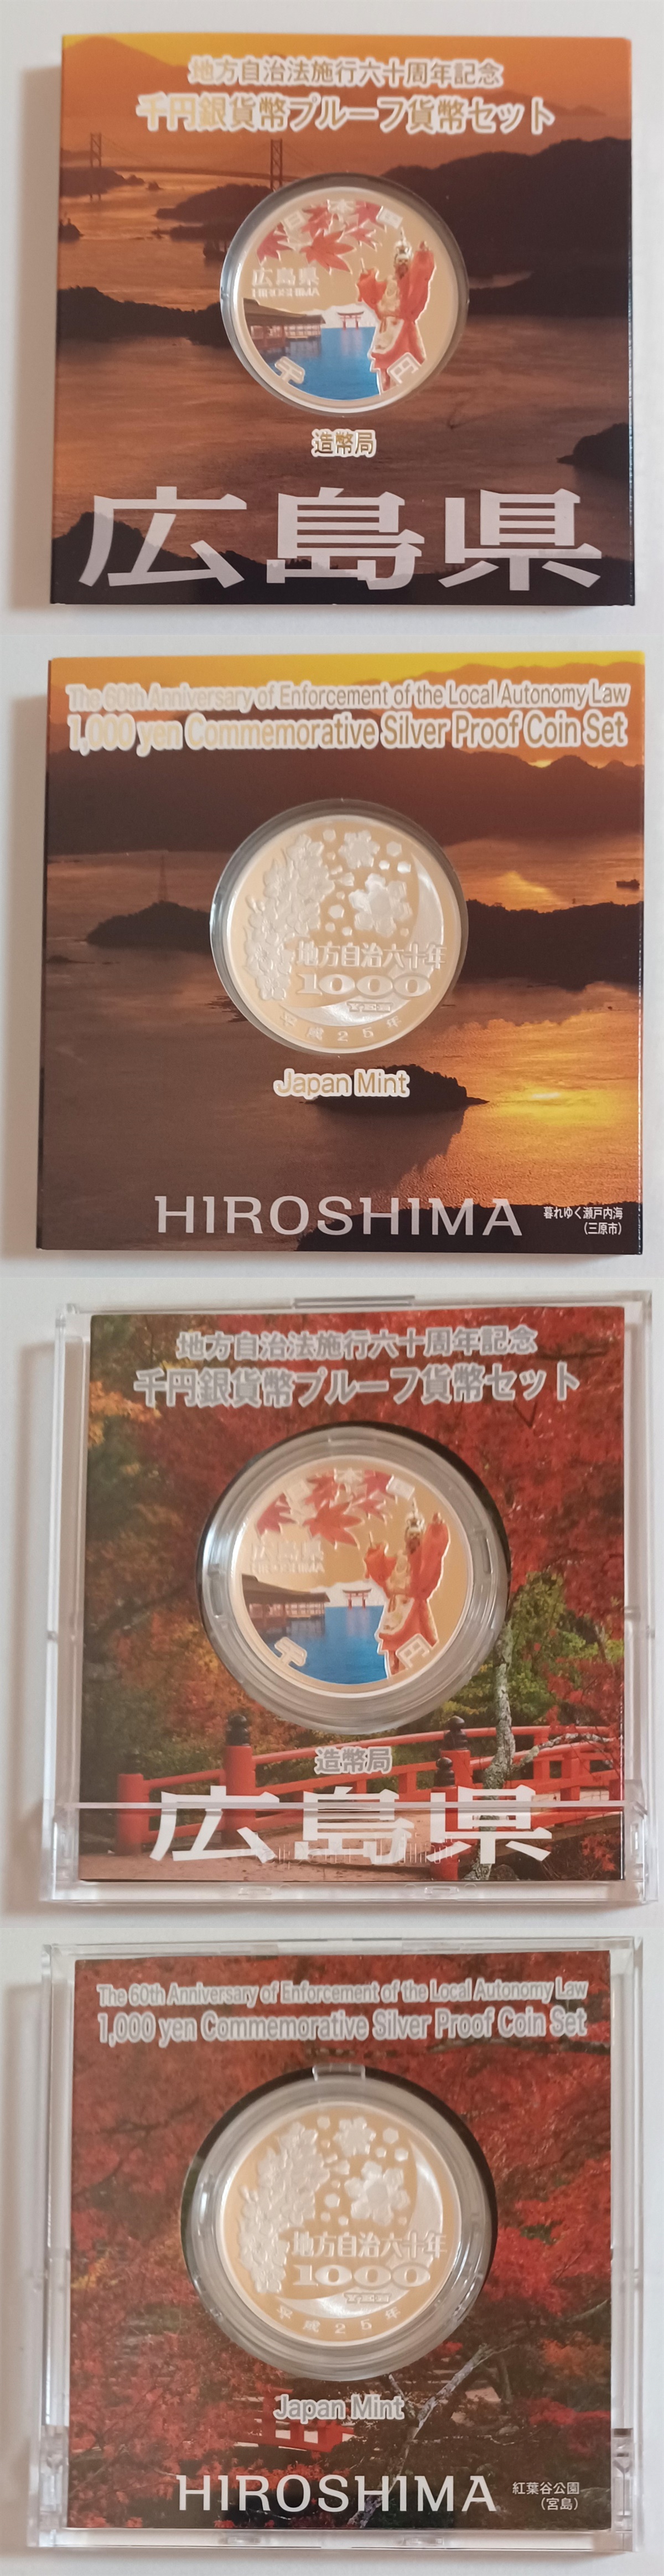 地方自治法施行六十周年記念
千円銀貨幣プルーフ貨幣セット
日本国
広島県
HIROSHIMA
千円
造幣局
広島県
The 60th Anniversary of Enforcement of the Local Autonomy Law
1,000 yen Commemorative Silver Proof Coin Set
地方自治六十年
1000
YEN
平成25年
Japan Mint
HIROSHIMA
暮れゆく瀬戸内海
(三原市)
地方自治法施行六十周年記念
千円銀貨幣プルーフ貨幣セット
日本国
広島県
HIROSHIMA
千円
造幣局
広島県
The 60th Anniversary of Enforcement of the Local Autonomy Law
1,000 yen Commemorative Silver Proof Coin Set
地方自治六十年
1000
YEN
平成25年
Japan Mint
HIROSHIMA
紅葉谷公園
(宮島)